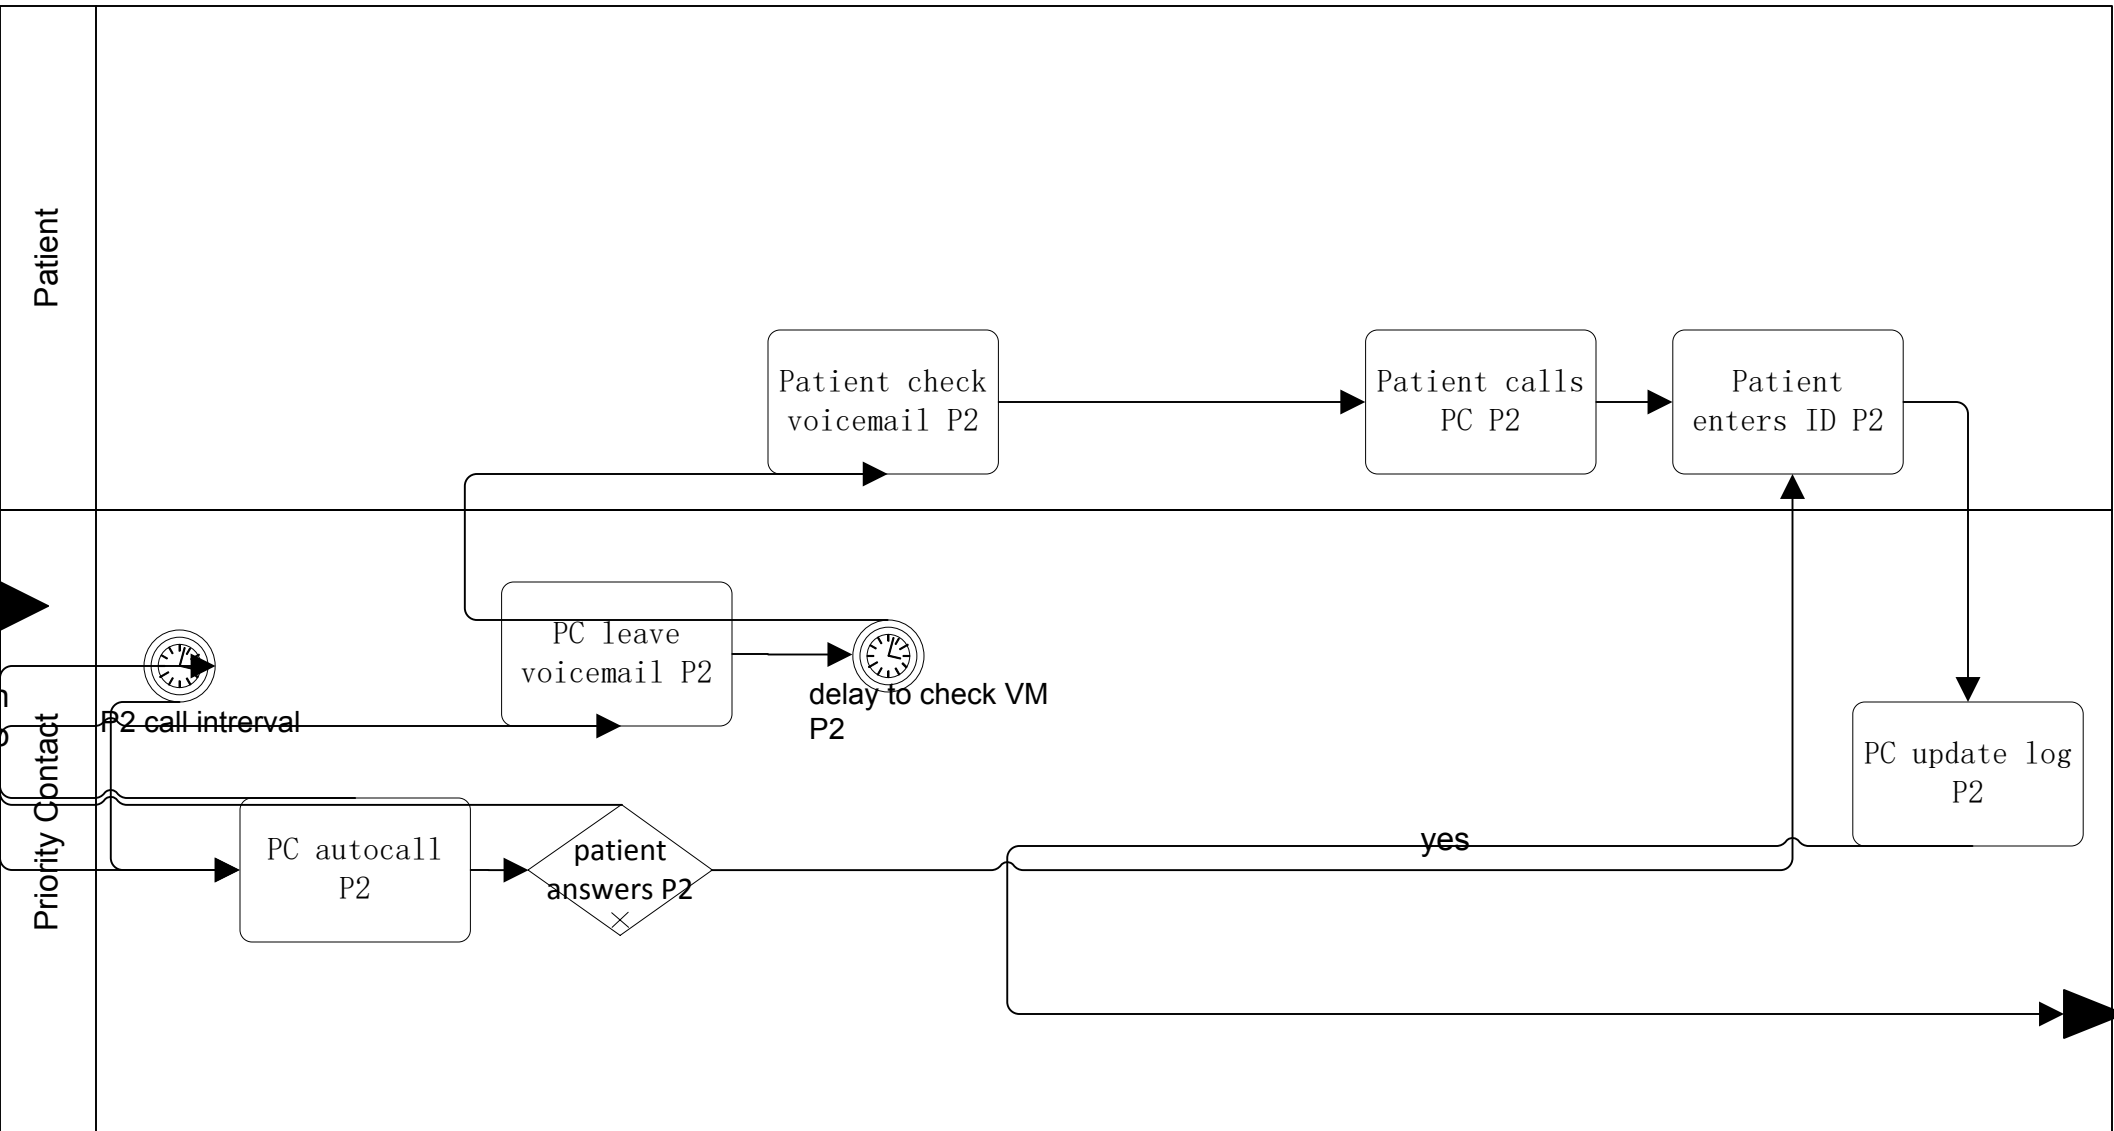 Patient
Patient check
voicemail P2
Patient calls
PC P2
Patient
enters ID P2
Priority Contact
P2 call intrerval
PC leave
voicemail P2
delay to check VM
P2
PC update log
P2
PC autocall
P2
patient
answers P2
yes